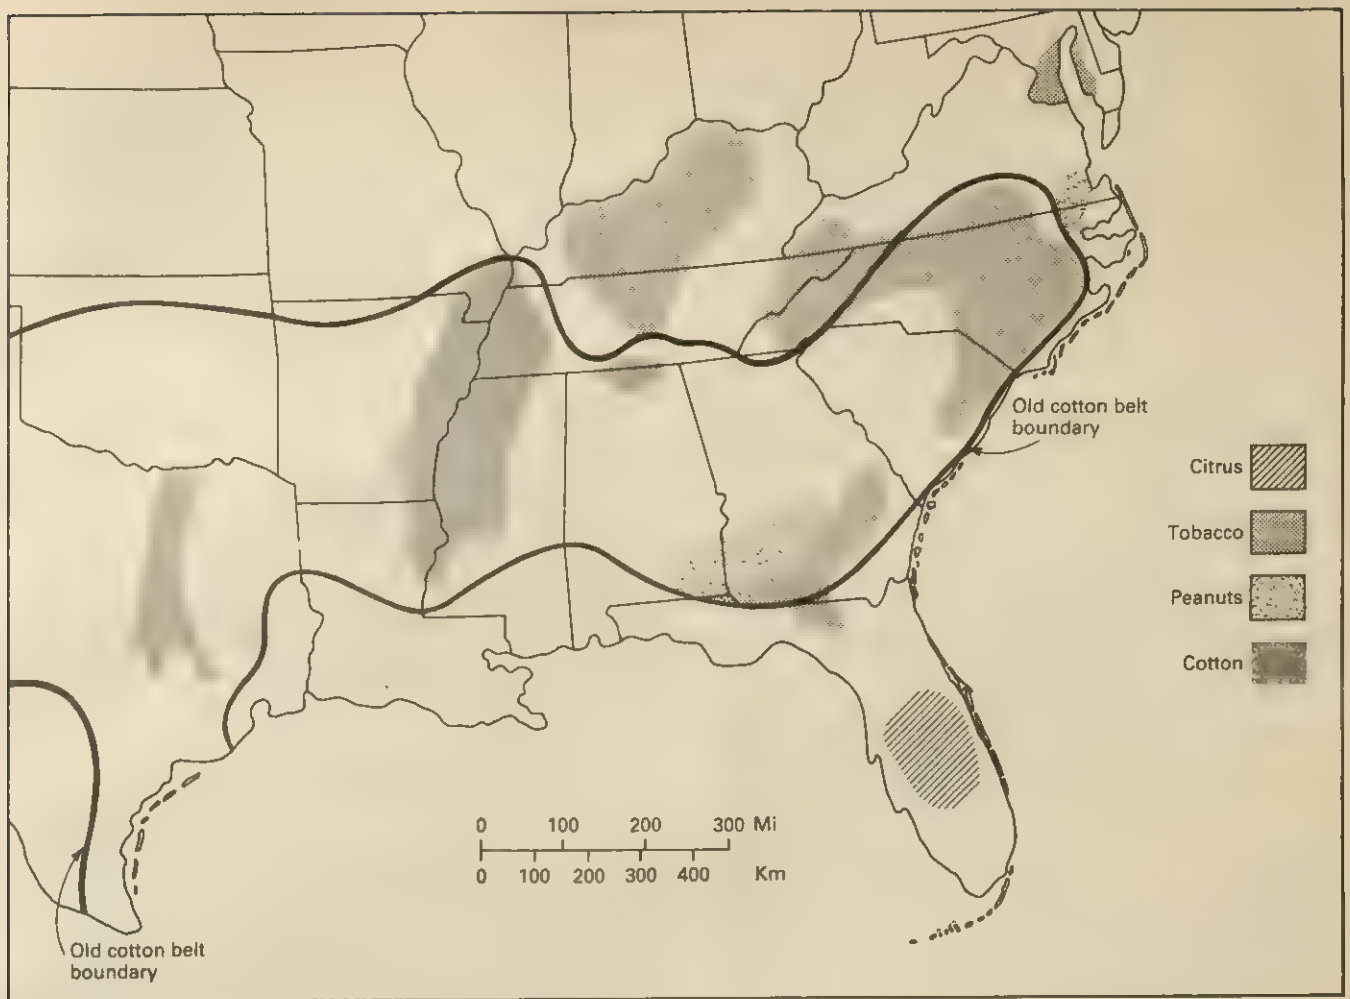 Old cotton belt
boundary
Citrus
Tobacco
Peanuts
Cotton
0 100 200 300 Mi
0 100 200 300 400 Km
Old cotton belt
boundary